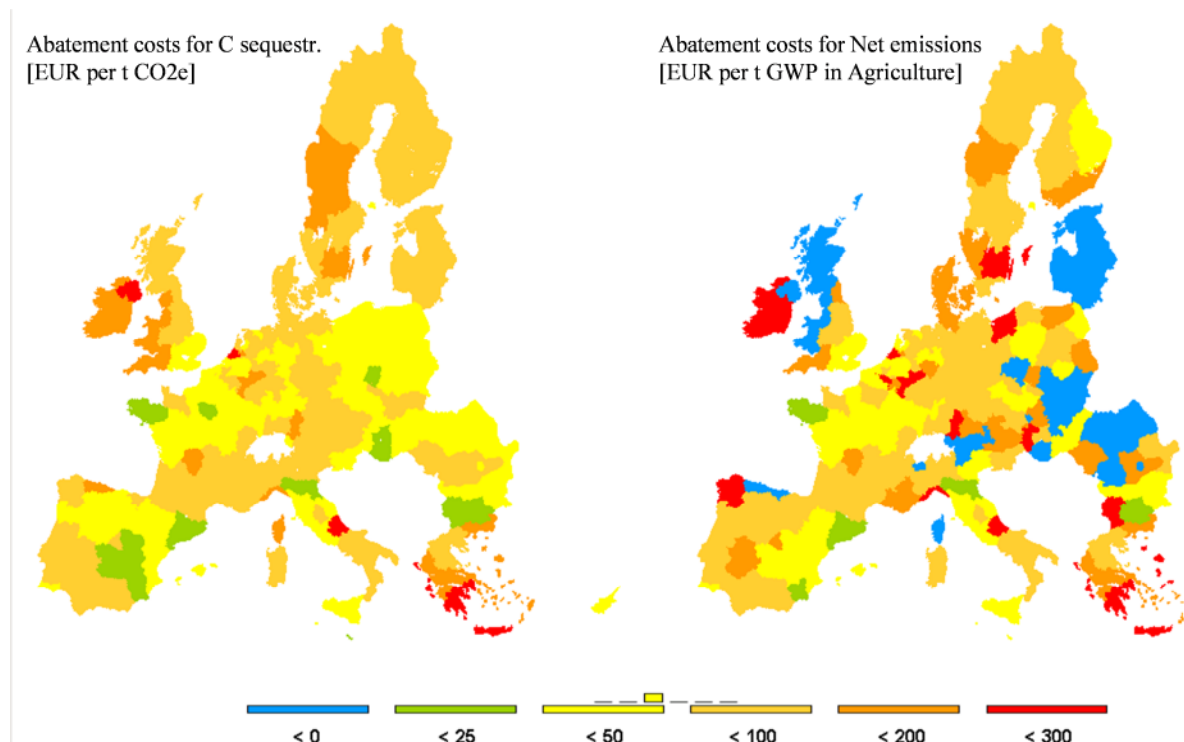 Abatement costs for C sequestr.
[EUR per t CO2e]
Abatement costs for Net emissions
[EUR per t GWP in Agriculture]
< 0
< 25
< 50
< 100
< 200
< 300